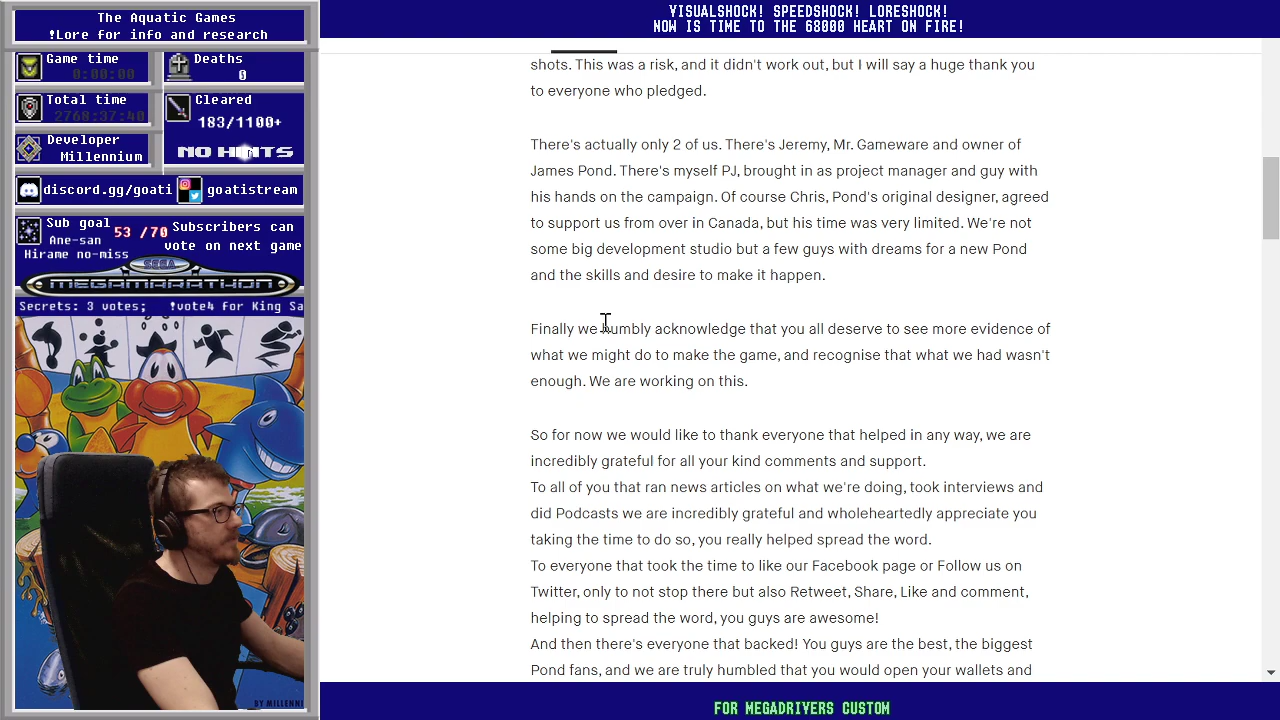 The Aquatic Games
!Lore for info and research
Game time
0:00:00
Deaths
0
Total time
2768:37:40
Cleared
183/1100+
Developer
Millennium
NO HINTS
discord.gg/goati
goatistream
Sub goal
53 /70
Ane-san
Hirame no-miss
Subscribers can
vote on next game
SEGA
MEGAMARATHON
Secrets: 3 votes; !vote4 for King Sa
BY MILLENNI
VISUALSHOCK! SPEEDSHOCK! LORESHOCK!
NOW IS TIME TO THE 68000 HEART ON FIRE!
shots. This was a risk, and it didn't work out, but I will say a huge thank you
to everyone who pledged.
There's actually only 2 of us. There's Jeremy, Mr. Gameware and owner of
James Pond. There's myself PJ, brought in as project manager and guy with
his hands on the campaign. Of course Chris, Pond's original designer, agreed
to support us from over in Canada, but his time was very limited. We're not
some big development studio but a few guys with dreams for a new Pond
and the skills and desire to make it happen.
Finally we humbly acknowledge that you all deserve to see more evidence of
what we might do to make the game, and recognise that what we had wasn't
enough. We are working on this.
So for now we would like to thank everyone that helped in any way, we are
incredibly grateful for all your kind comments and support.
To all of you that ran news articles on what we're doing, took interviews and
did Podcasts we are incredibly grateful and wholeheartedly appreciate you
taking the time to do so, you really helped spread the word.
To everyone that took the time to like our Facebook page or Follow us on
Twitter, only to not stop there but also Retweet, Share, Like and comment,
helping to spread the word, you guys are awesome!
And then there's everyone that backed! You guys are the best, the biggest
Pond fans, and we are truly humbled that you would open your wallets and
FOR MEGADRIVERS CUSTOM